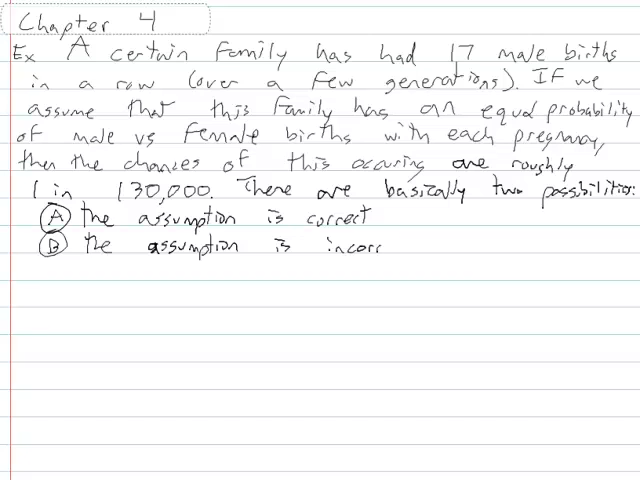 Chapter 4
Ex A certain family has had 17 male births
in a row (over a few generations). If we
assume that this family has an equal probability
of male vs female births with each pregnancy,
then the chances of this occuring are roughly
1 in 130,000. There are basically two possibilities:
A the assumption is correct
B the assumption is incorr